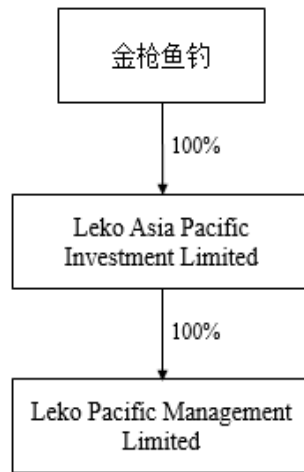 金枪鱼钓
100%
Leko Asia Pacific
Investment Limited
100%
Leko Pacific Management
Limited